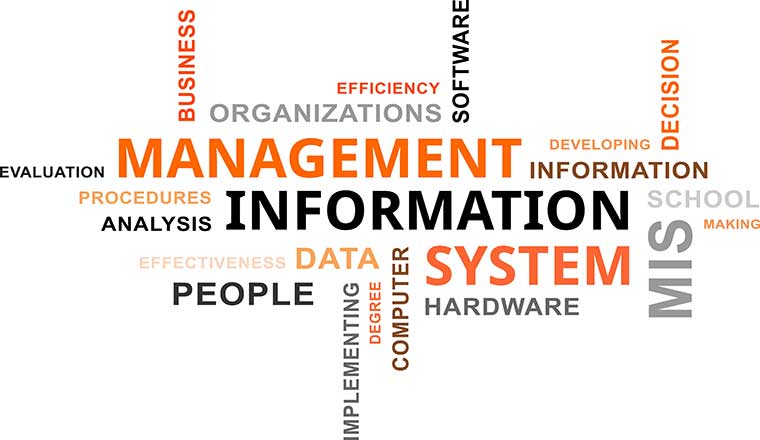 BUSINESS
SOFTWARE
DECISION
EFFICIENCY
ORGANIZATIONS
MANAGEMENT
DEVELOPING
EVALUATION
INFORMATION
PROCEDURES
INFORMATION
SCHOOL
ANALYSIS
MAKING
MIS
EFFECTIVENESS
DATA
SYSTEM
PEOPLE
HARDWARE
COMPUTER
DEGREE
IMPLEMENTING